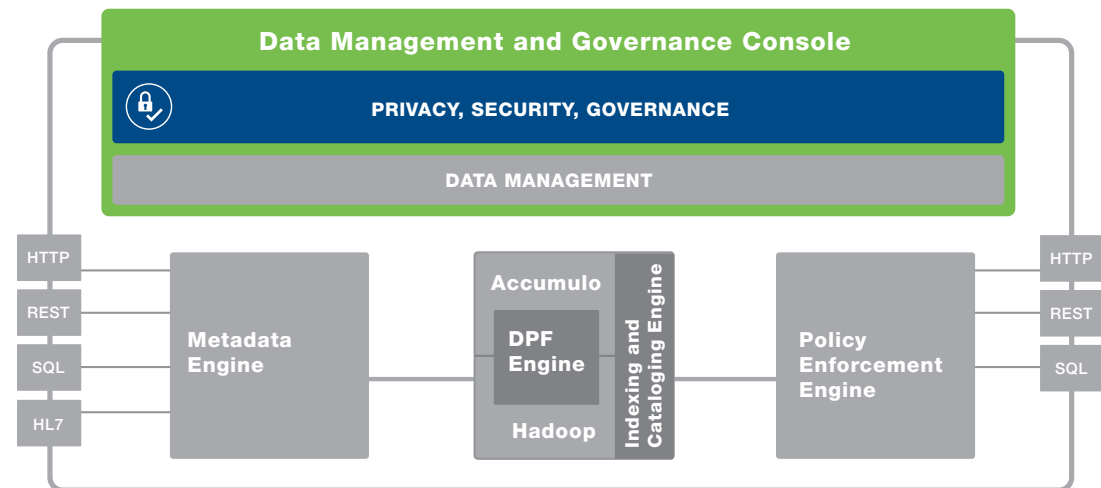 Data Management and Governance Console
PRIVACY, SECURITY, GOVERNANCE
DATA MANAGEMENT
HTTP
REST
SQL
HL7
Metadata
Engine
Accumulo
DPF
Engine
Hadoop
Indexing and
Cataloging Engine
Policy
Enforcement
Engine
HTTP
REST
SQL